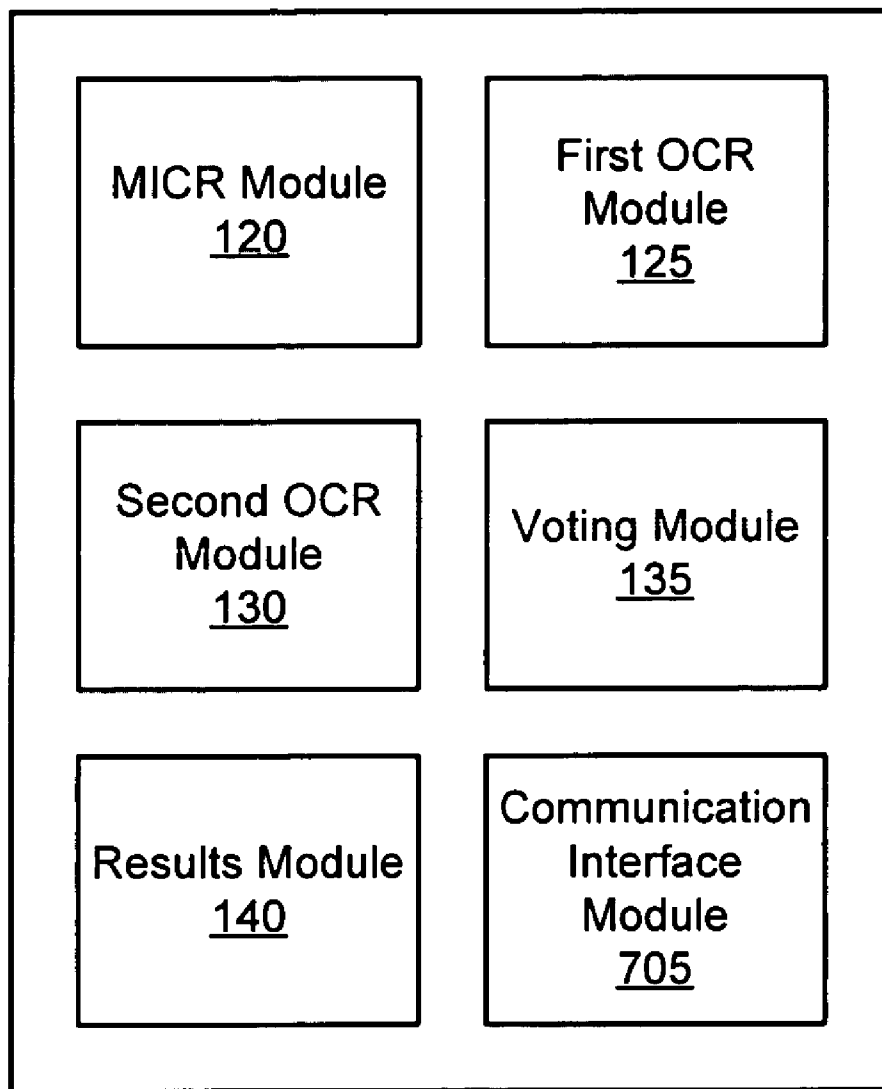 MICR Module
120
First OCR
Module
125
Second OCR
Module
130
Voting Module
135
Results Module
140
Communication
Interface
Module
705